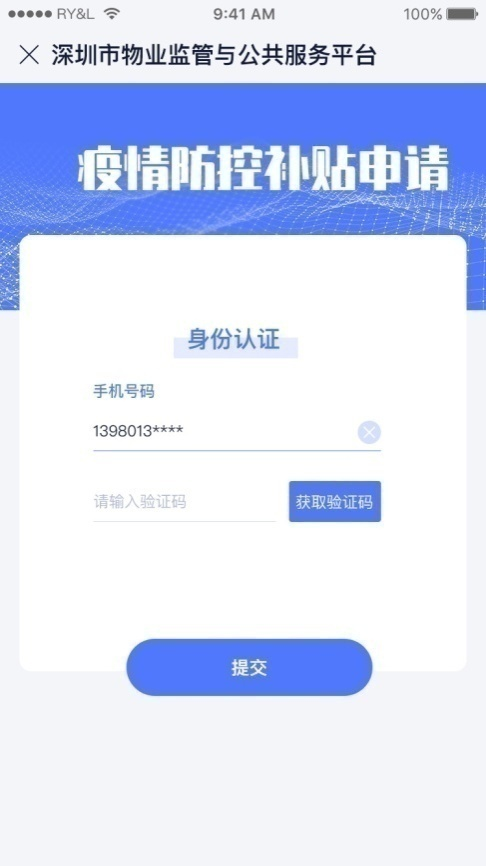 RY&L 9:41 AM 100%
深圳市物业监管与公共服务平台
疫情防控补贴申请
身份认证
手机号码
1398013****
请输入验证码 获取验证码
提交